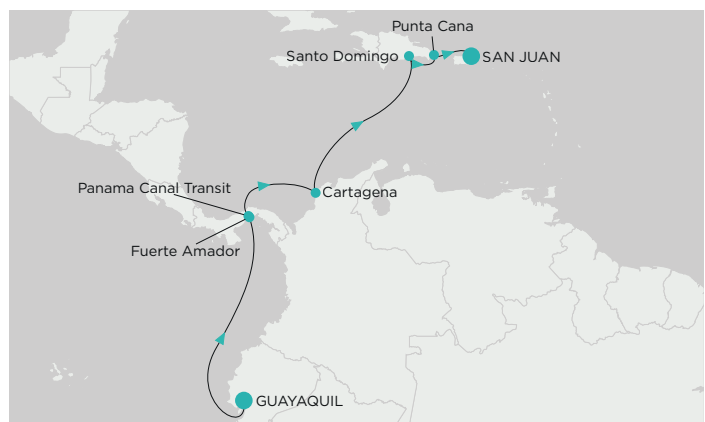 Punta Cana
Santo Domingo
SAN JUAN
Panama Canal Transit
Cartagena
Fuerte Amador
GUAYAQUIL